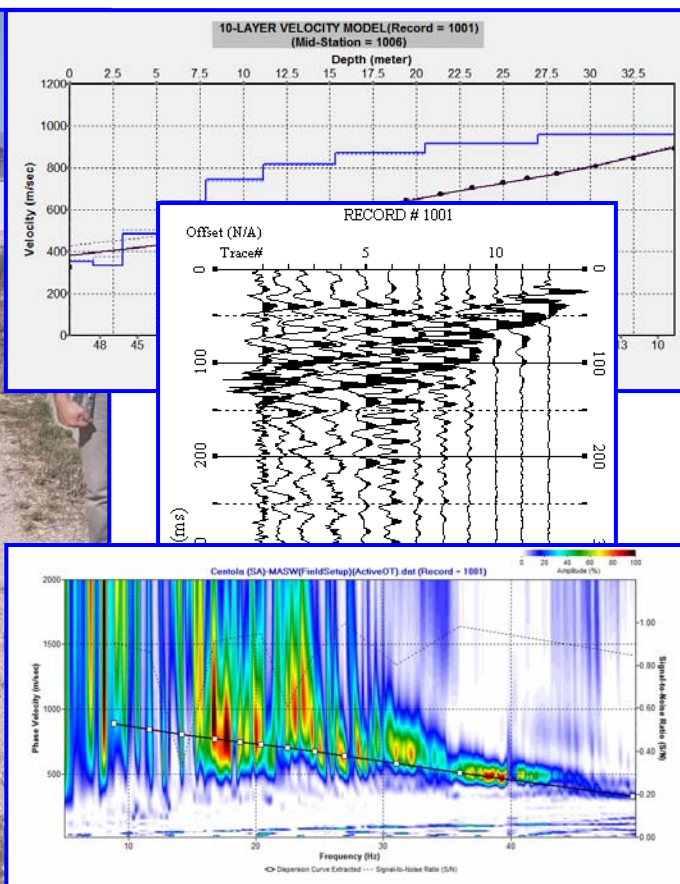 10-LAYER VELOCITY MODEL(Record = 1001)
(Mid-Station = 1006)
Depth (meter)
0 2.5 5 7.5 10 12.5 15 17.5 20 22.5 25 27.5 30 32.5
1200
1000
800
600
400
200
0
Velocity (m/sec)
48 45 10
RECORD # 1001
Offset (N/A)
Trace# 5 10
0 0
100 100
200 200
(ms)
Centola (SA)-MASW(FieldSetup)(ActiveOT).dat (Record = 1001)
0 20 40 60 80 100
Amplitude (%)
2000
1500
1000
500
Phase Velocity (m/sec)
1.00
0.80
0.60
0.40
0.20
0.00
Signal-to-Noise Ratio (S/N)
10 20 30 40
Frequency (Hz)
Dispersion Curve Extracted Signal-to-Noise Ratio (S/N)